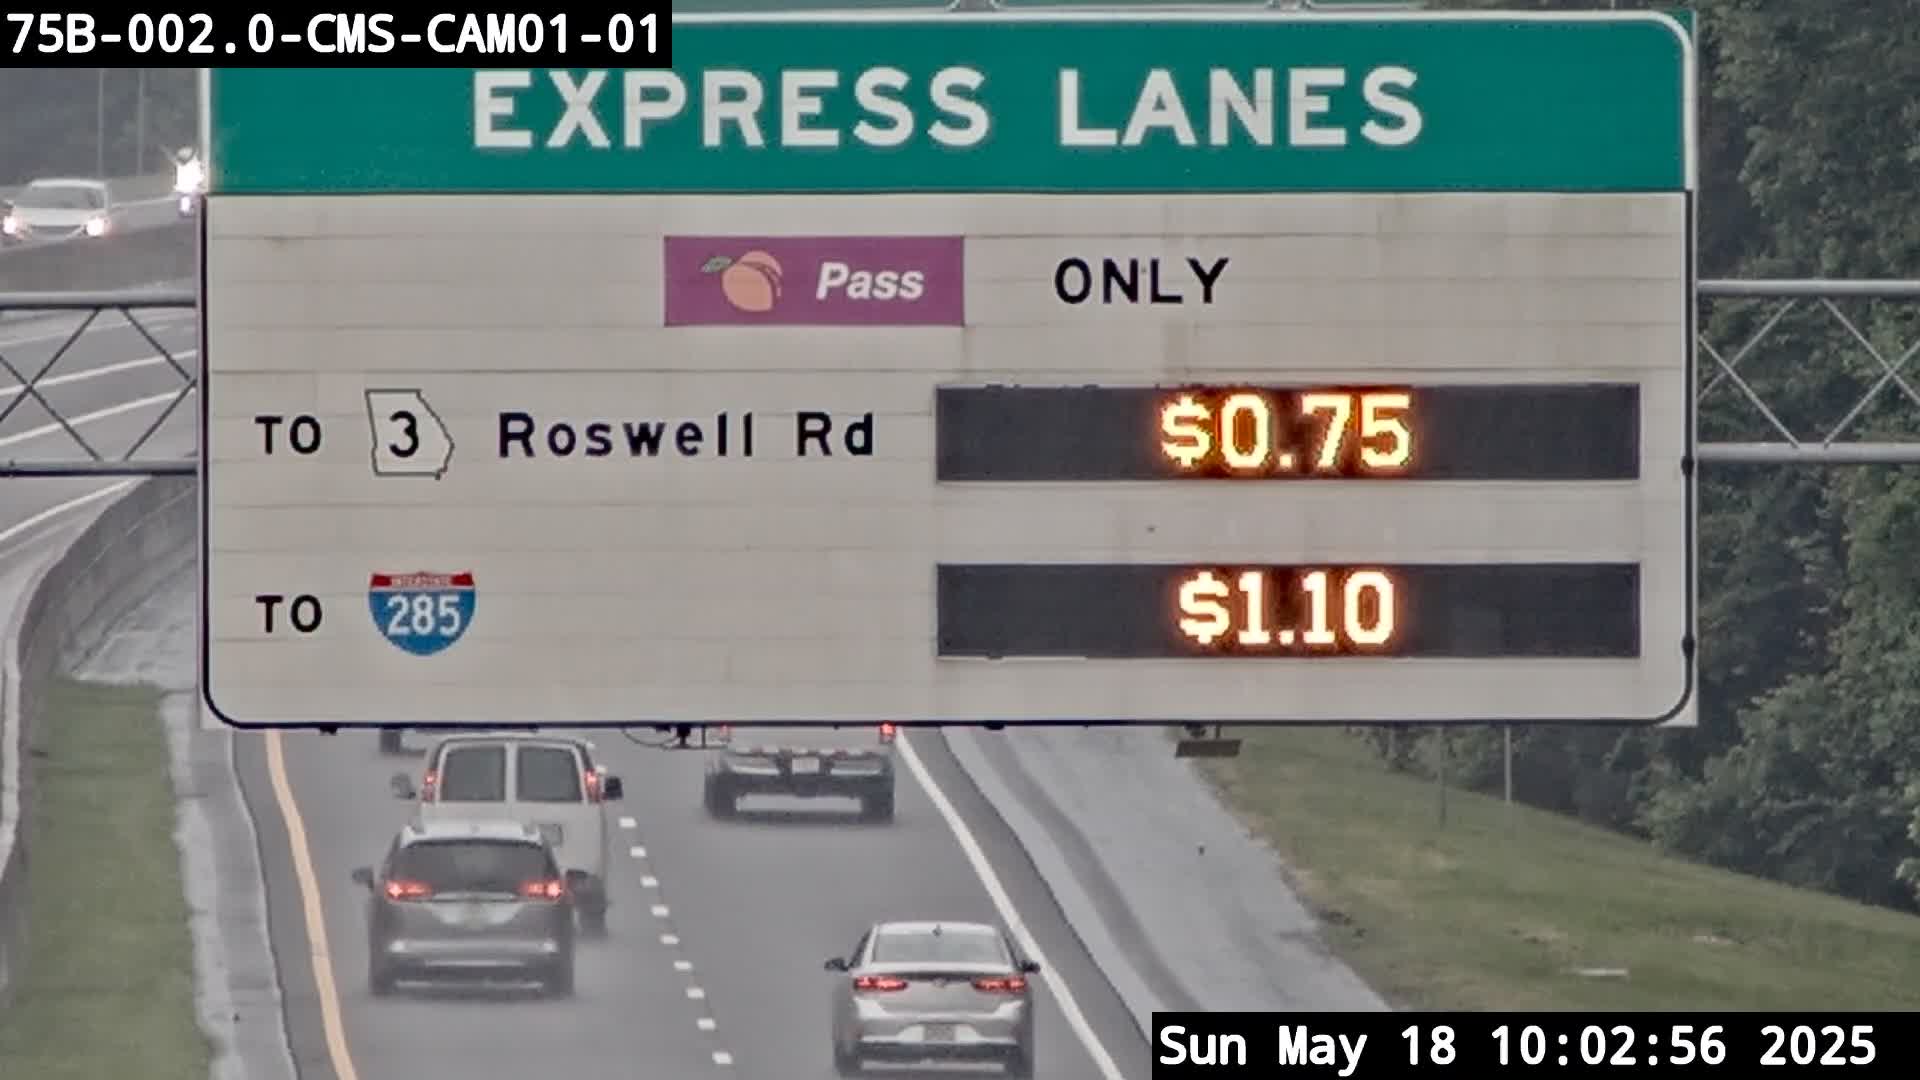 75B-002.0-CMS-CAM01-01
EXPRESS LANES
Pass ONLY
TO 3 Roswell Rd $0.75
INTERSTATE
TO 285 $1.10
Sun May 18 10:02:56 2025